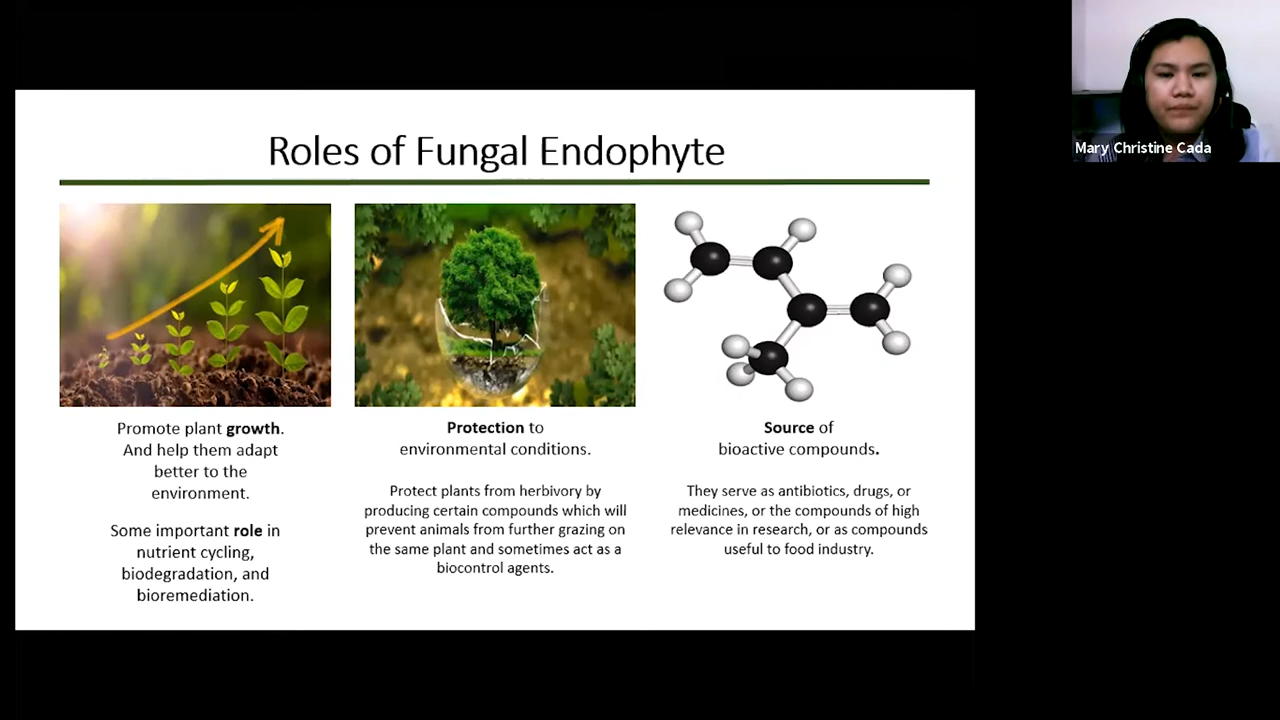 Roles of Fungal Endophyte
Promote plant growth.
And help them adapt
better to the
environment.
Some important role in
nutrient cycling,
biodegradation, and
bioremediation.
Protection to
environmental conditions.
Protect plants from herbivory by
producing certain compounds which will
prevent animals from further grazing on
the same plant and sometimes act as a
biocontrol agents.
Source of
bioactive compounds.
They serve as antibiotics, drugs, or
medicines, or the compounds of high
relevance in research, or as compounds
useful to food industry.
Mary Christine Cada